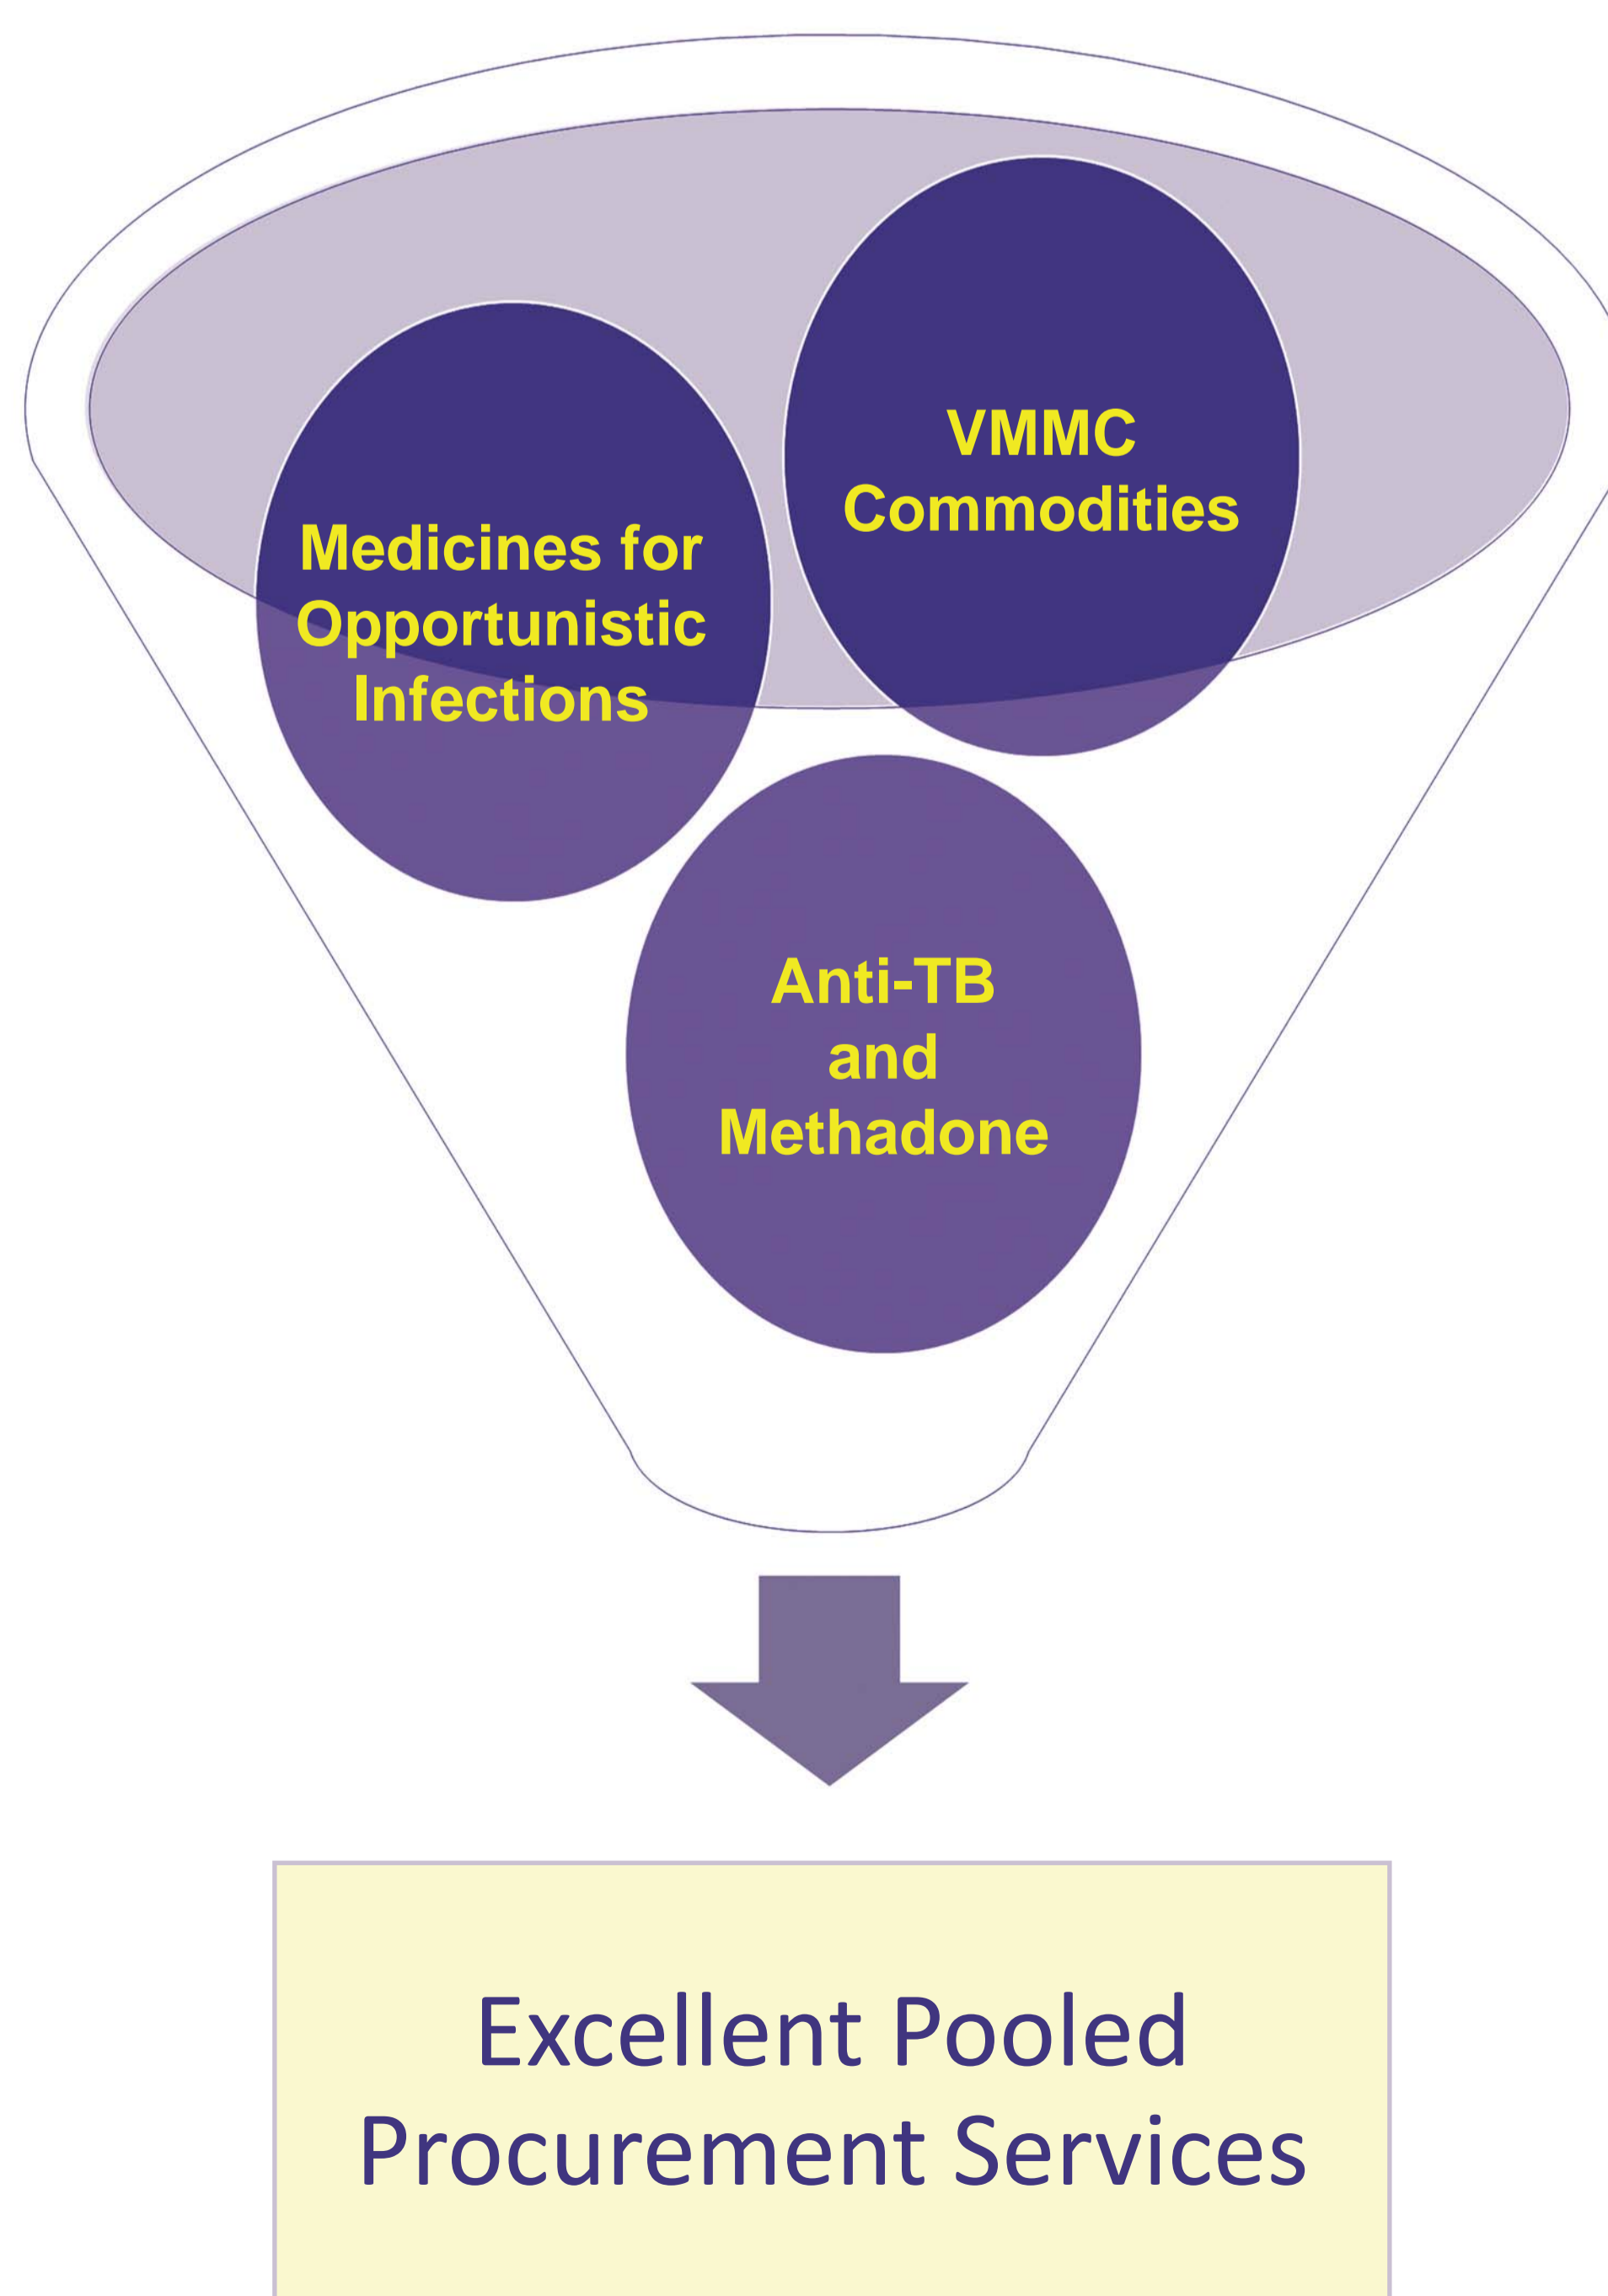 VMMC
Commodities
Medicines for
Opportunistic
Infections
Anti-TB
and
Methadone
Excellent Pooled
Procurement Services